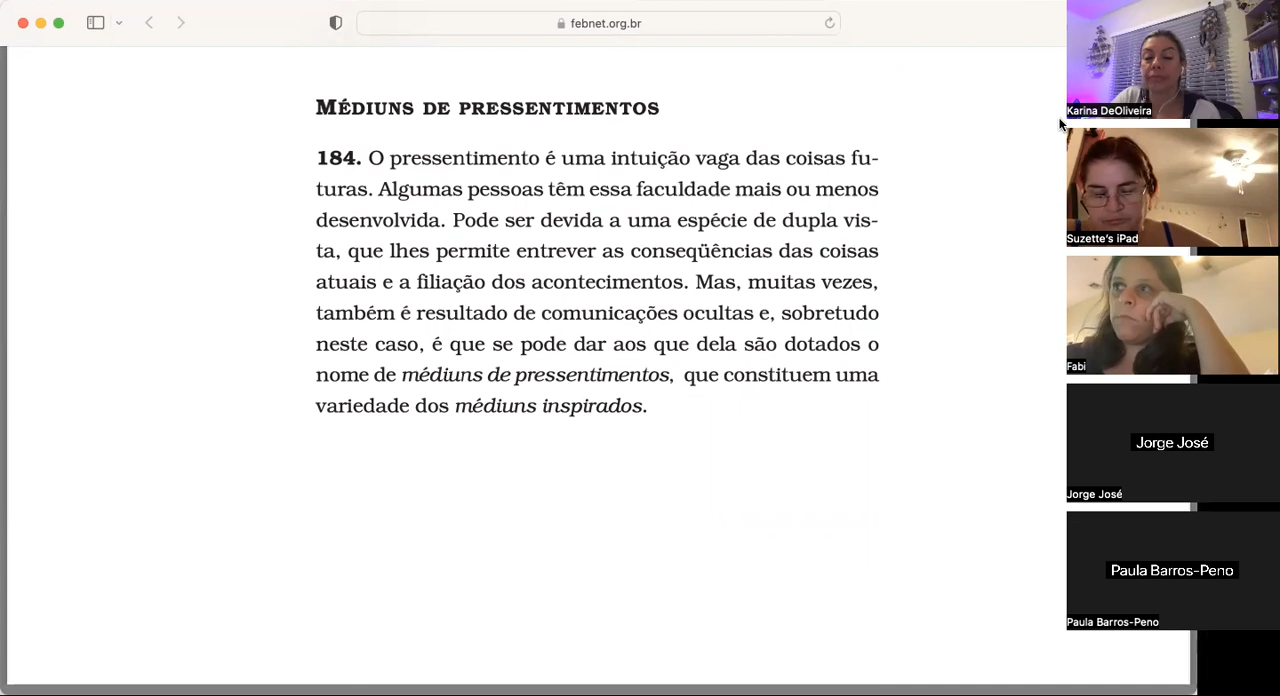 febnet.org.br
MÉDIUNS DE PRESSENTIMENTOS
184. O pressentimento é uma intuição vaga das coisas fu-
turas. Algumas pessoas têm essa faculdade mais ou menos
desenvolvida. Pode ser devida a uma espécie de dupla vis-
ta, que lhes permite entrever as conseqüências das coisas
atuais e a filiação dos acontecimentos. Mas, muitas vezes,
também é resultado de comunicações ocultas e, sobretudo
neste caso, é que se pode dar aos que dela são dotados o
nome de médiuns de pressentimentos, que constituem uma
variedade dos médiuns inspirados.
Karina DeOliveira
Suzette's iPad
Fabi
Jorge José
Jorge José
Paula Barros-Peno
Paula Barros-Peno